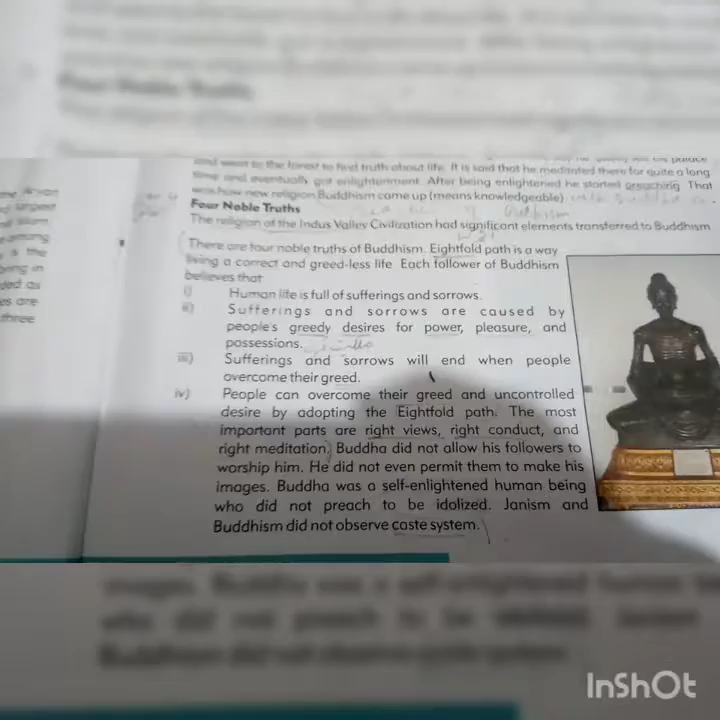 and went to the forest to find truth about life. It is said that he meditated there for quite a long
time and eventually got enlightenment. After being enlightened he started preaching. That
was how new religion Buddhism came up (means knowledgeable)
Four Noble Truths
The religion of the Indus Valley Civilization had significant elements transferred to Buddhism
There are four noble truths of Buddhism. Eightfold path is a way
living a correct and greed-less life. Each follower of Buddhism
believes that
i) Human life is full of sufferings and sorrows.
ii) Sufferings and sorrows are caused by
people's greedy desires for power, pleasure, and
possessions.
iii) Sufferings and sorrows will end when people
overcome their greed.
iv) People can overcome their greed and uncontrolled
desire by adopting the Eightfold path. The most
important parts are right views, right conduct, and
right meditation. Buddha did not allow his followers to
worship him. He did not even permit them to make his
images. Buddha was a self-enlightened human being
who did not preach to be idolized. Janism and
Buddhism did not observe caste system.
InShOt